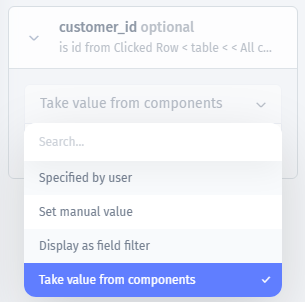 customer_id optional
is id from Clicked Row < table < < All c...
Take value from components
Search...
Specified by user
Set manual value
Display as field filter
Take value from components